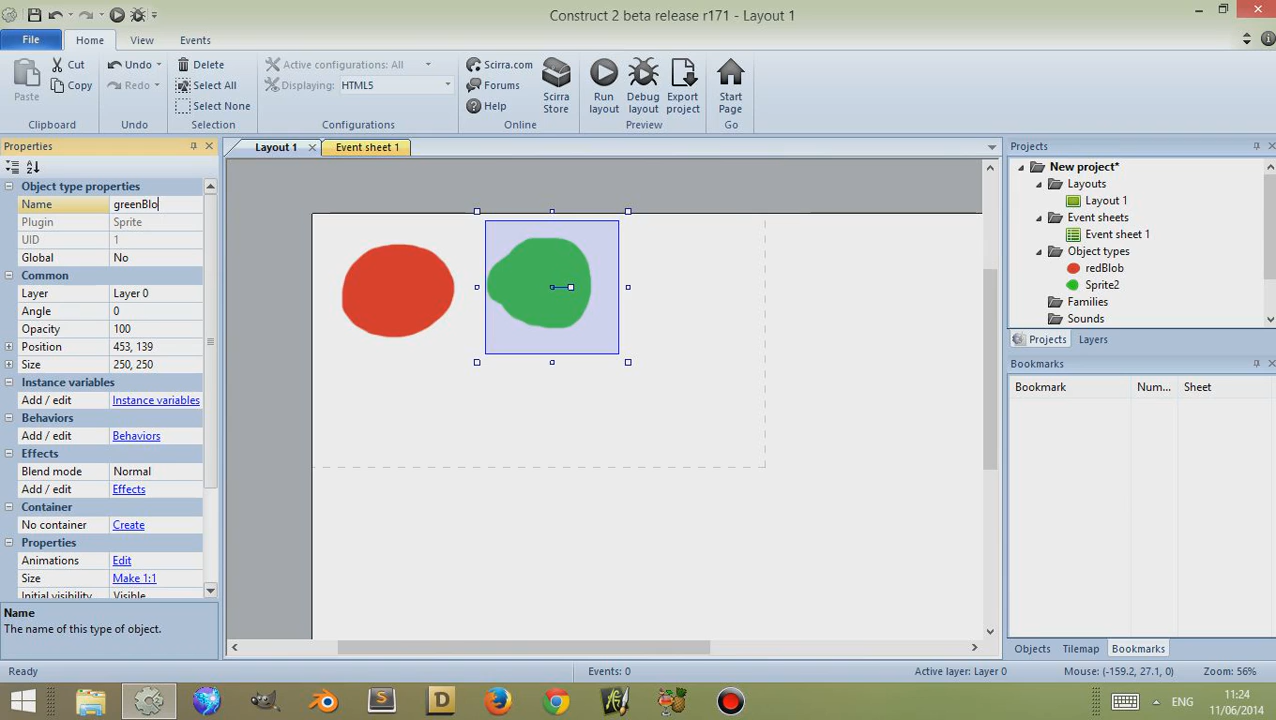 Construct 2 beta release r171 - Layout 1
File
Home
View
Events
Paste
Cut
Copy
Clipboard
Undo
Redo
Undo
Delete
Select All
Select None
Selection
Active configurations: All
Displaying: HTML5
Configurations
Scirra.com
Forums
Help
Scirra Store
Online
Run layout
Debug layout
Export project
Preview
Start Page
Go
Properties
Layout 1
Event sheet 1
Object type properties
Name greenBlo
Plugin Sprite
UID 1
Global No
Common
Layer Layer 0
Angle 0
Opacity 100
Position 453, 139
Size 250, 250
Instance variables
Add / edit Instance variables
Behaviors
Add / edit Behaviors
Effects
Blend mode Normal
Add / edit Effects
Container
No container Create
Properties
Animations Edit
Size Make 1:1
Initial visibility Visible
Name
The name of this type of object.
Projects
New project*
Layouts
Layout 1
Event sheets
Event sheet 1
Object types
redBlob
Sprite2
Families
Sounds
Projects
Layers
Bookmarks
Bookmark Num... Sheet
Objects
Tilemap
Bookmarks
Ready
Events: 0
Active layer: Layer 0
Mouse: (-159.2, 27.1, 0)
Zoom: 56%
ENG
11:24
11/06/2014